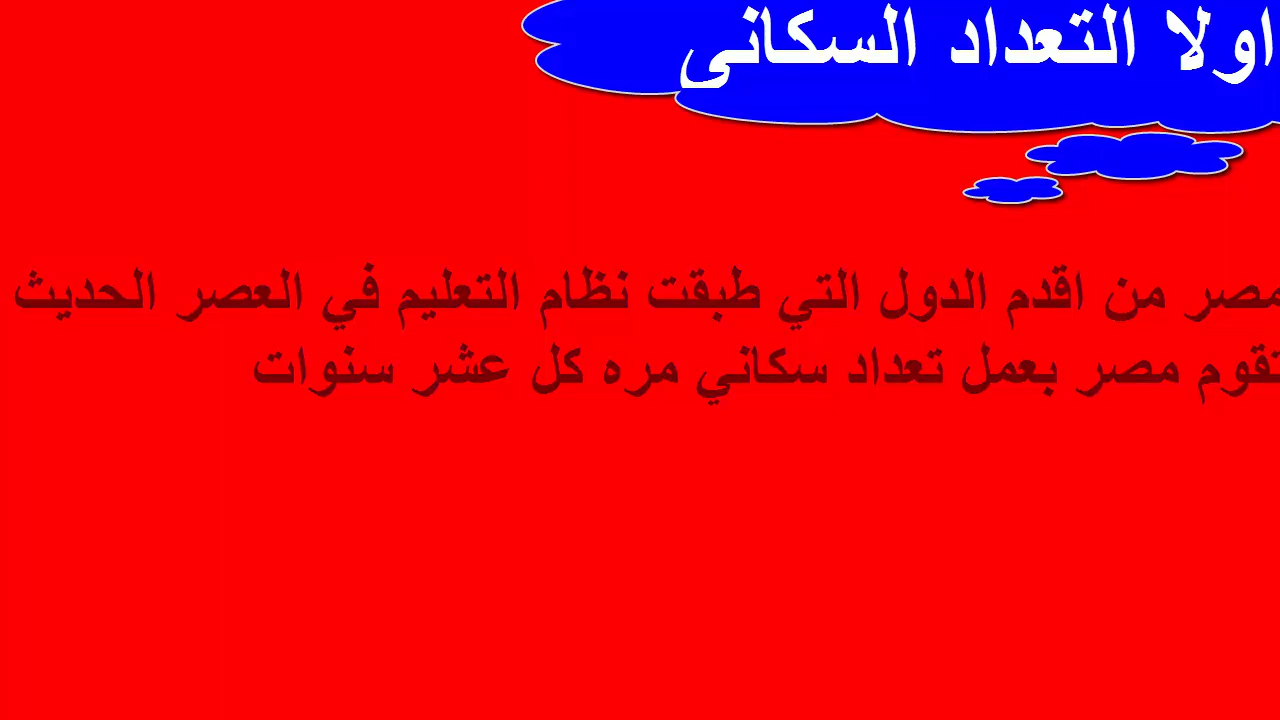 اولا التعداد السكانى
مصر من اقدم الدول التي طبقت نظام التعليم في العصر الحديث
تقوم مصر بعمل تعداد سكاني مره كل عشر سنوات